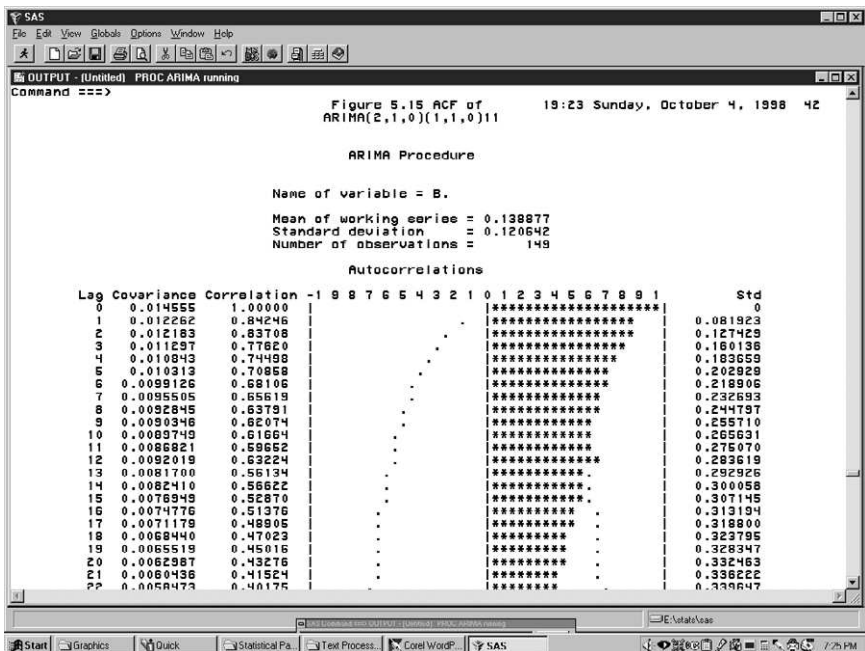 SAS
File Edit View Globals Options Window Help
OUTPUT - (Untitled) PROC ARIMA running
Command ===>
Figure 5.15 ACF of 19:23 Sunday, October 4, 1998 42
ARIMA(2,1,0)(1,1,0)11
ARIMA Procedure
Name of variable = B.
Mean of working series = 0.138877
Standard deviation = 0.120642
Number of observations = 149
Autocorrelations
Lag Covariance Correlation -1 9 8 7 6 5 4 3 2 1 0 1 2 3 4 5 6 7 8 9 1 Std
0 0.014555 1.00000 | |********************| 0
1 0.012262 0.84246 | . |***************** | 0.081923
2 0.012183 0.83708 | . |***************** | 0.127429
3 0.011297 0.77620 | . |**************** | 0.160136
4 0.010843 0.74498 | . |*************** | 0.183659
5 0.010313 0.70858 | . |************** | 0.202929
6 0.0099126 0.68106 | . |************** | 0.218906
7 0.0095505 0.65619 | . |************* | 0.232693
8 0.0092845 0.63791 | . |************* | 0.244797
9 0.0090346 0.62074 | . |************ | 0.255710
10 0.0089749 0.61664 | . |************ | 0.265631
11 0.0086821 0.59652 | . |************ | 0.275070
12 0.0092019 0.63224 | . |************* | 0.283619
13 0.0081700 0.56134 | . |***********. | 0.292926
14 0.0082410 0.56622 | . |***********. | 0.300058
15 0.0076949 0.52870 | . |***********. | 0.307145
16 0.0074776 0.51376 | . |********** . | 0.313194
17 0.0071179 0.48905 | . |********** . | 0.318800
18 0.0068440 0.47023 | . |********* . | 0.323795
19 0.0065519 0.45016 | . |********* . | 0.328347
20 0.0062987 0.43276 | . |********* . | 0.332463
21 0.0060436 0.41524 | . |******** . | 0.336222
22 0.0058473 0.40175 | . |******** . | 0.339647
E:\stats\sas
Start Graphics Quick Statistical Pa... Text Process... Corel WordP... SAS 7:25 PM